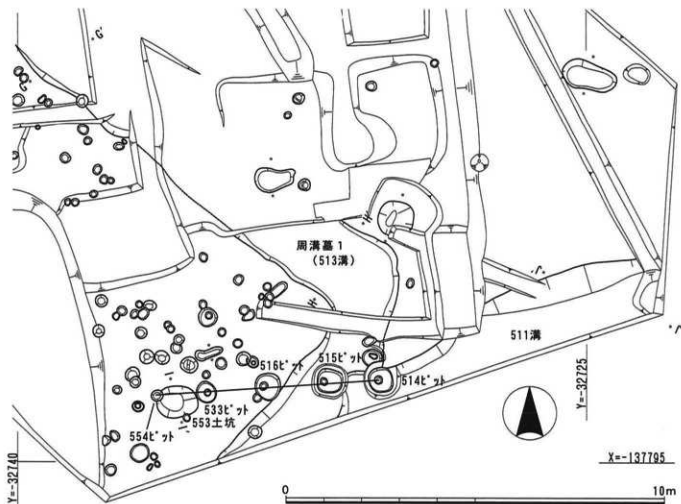 G'
周溝墓1
(513溝)
H'
H
511溝
516ピット
515ピット
514ピット
533ピット
553土坑
554ピット
Y=-32725
Y=-32740
X=-137795
0
10m